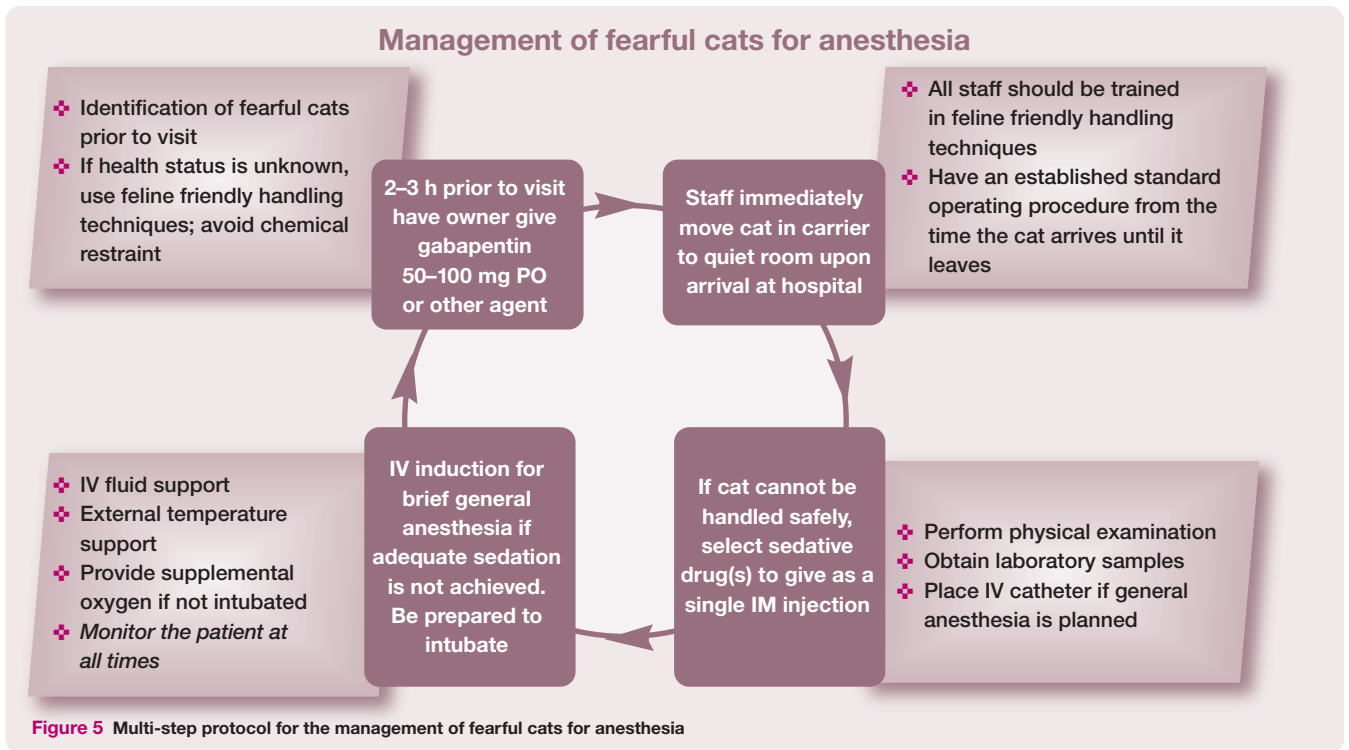 Management of fearful cats for anesthesia
❖ Identification of fearful cats
prior to visit
❖ If health status is unknown,
use feline friendly handling
techniques; avoid chemical
restraint
2–3 h prior to visit
have owner give
gabapentin
50–100 mg PO
or other agent
Staff immediately
move cat in carrier
to quiet room upon
arrival at hospital
❖ All staff should be trained
in feline friendly handling
techniques
❖ Have an established standard
operating procedure from the
time the cat arrives until it
leaves
❖ IV fluid support
❖ External temperature
support
❖ Provide supplemental
oxygen if not intubated
❖ Monitor the patient at
all times
IV induction for
brief general
anesthesia if
adequate sedation
is not achieved.
Be prepared to
intubate
If cat cannot be
handled safely,
select sedative
drug(s) to give as a
single IM injection
❖ Perform physical examination
❖ Obtain laboratory samples
❖ Place IV catheter if general
anesthesia is planned
Figure 5 Multi-step protocol for the management of fearful cats for anesthesia